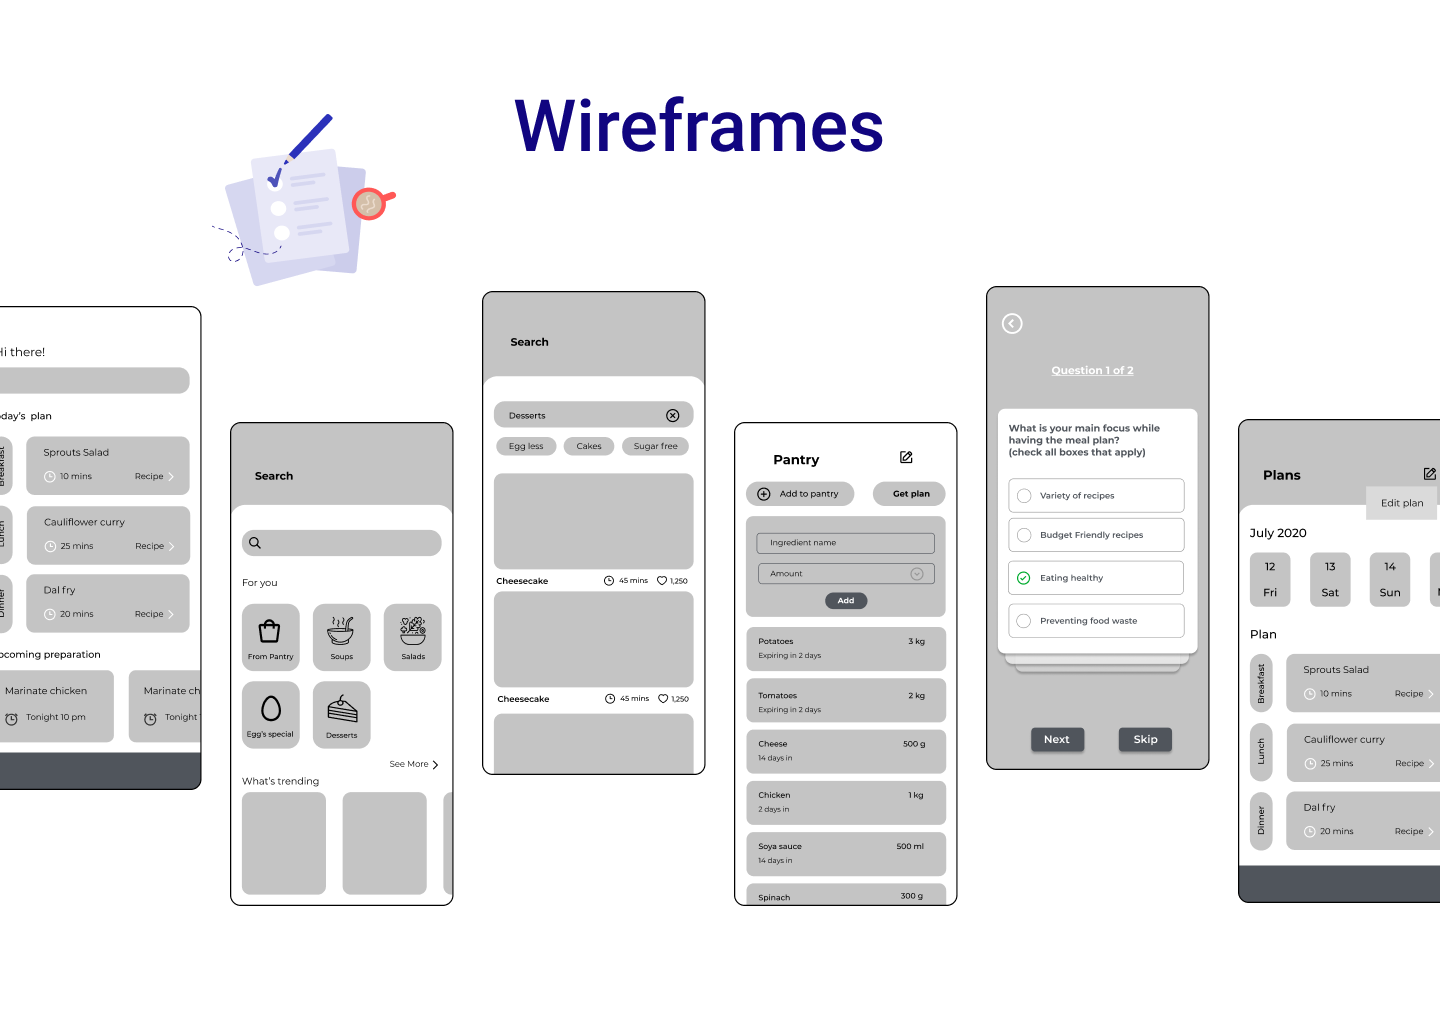 Wireframes
Hi there!
day's plan
Breakfast
Sprouts Salad
10 mins
Recipe
Lunch
Cauliflower curry
25 mins
Recipe
Dinner
Dal fry
20 mins
Recipe
pcoming preparation
Marinate chicken
Tonight 10 pm
Marinate ch
Tonight
Search
For you
From Pantry
Soups
Salads
Egg's special
Desserts
See More
What's trending
Search
Desserts
Egg less
Cakes
Sugar free
Cheesecake
45 mins
1,250
Cheesecake
45 mins
1,250
Pantry
Add to pantry
Get plan
Ingredient name
Amount
Add
Potatoes
3 kg
Expiring in 2 days
Tomatoes
2 kg
Expiring in 2 days
Cheese
500 g
14 days in
Chicken
1 kg
2 days in
Soya sauce
500 ml
14 days in
Spinach
300 g
Question 1 of 2
What is your main focus while
having the meal plan?
(check all boxes that apply)
Variety of recipes
Budget Friendly recipes
Eating healthy
Preventing food waste
Next
Skip
Plans
Edit plan
July 2020
12
Fri
13
Sat
14
Sun
Plan
Breakfast
Sprouts Salad
10 mins
Recipe
Lunch
Cauliflower curry
25 mins
Recipe
Dinner
Dal fry
20 mins
Recipe